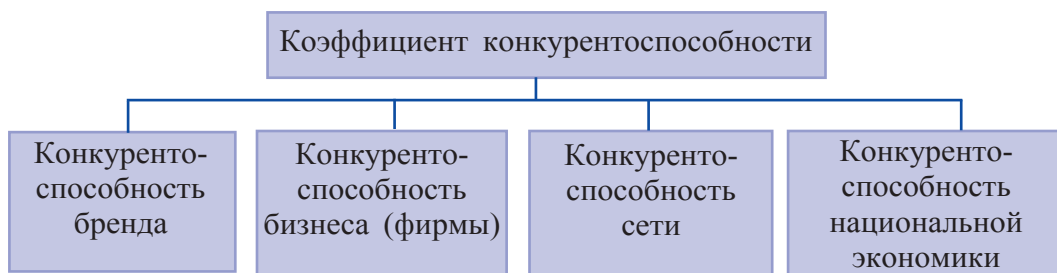 Коэффициент конкурентоспособности
Конкуренто-
способность
бренда
Конкуренто-
способность
бизнеса (фирмы)
Конкуренто-
способность
сети
Конкуренто-
способность
национальной
экономики